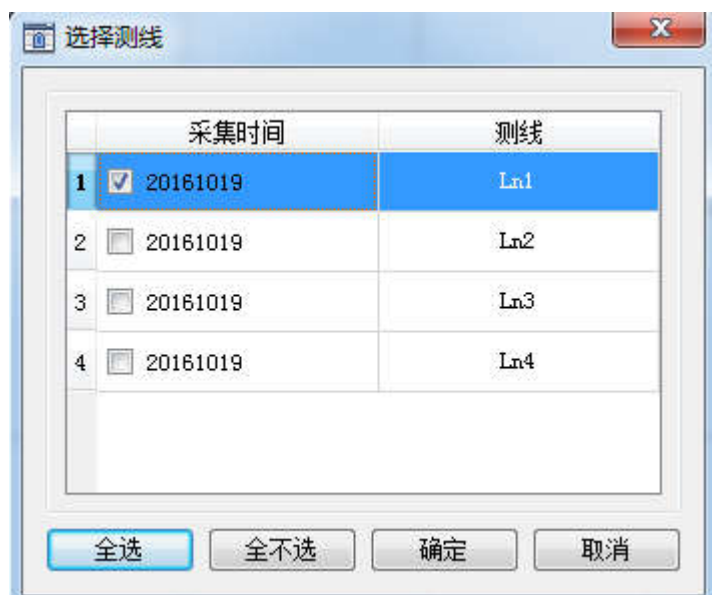 选择测线
采集时间 测线
1 20161019 Ln1
2 20161019 Ln2
3 20161019 Ln3
4 20161019 Ln4
全选 全不选 确定 取消